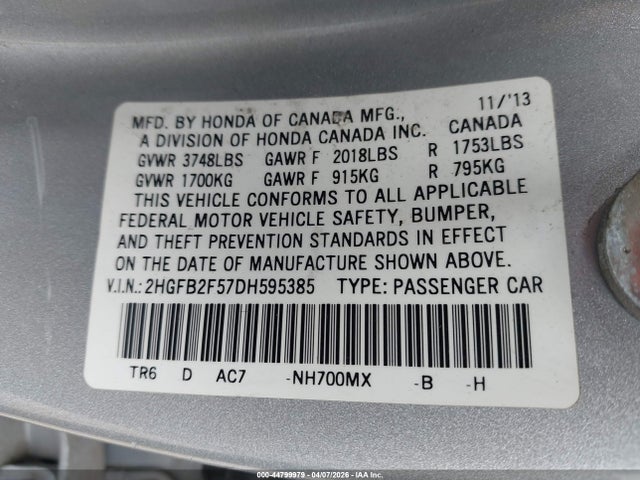 11/'13
MFD. BY HONDA OF CANADA MFG., CANADA
A DIVISION OF HONDA CANADA INC.
GVWR 3748LBS GAWR F 2018LBS R 1753LBS
GVWR 1700KG GAWR F 915KG R 795KG
THIS VEHICLE CONFORMS TO ALL APPLICABLE
FEDERAL MOTOR VEHICLE SAFETY, BUMPER,
AND THEFT PREVENTION STANDARDS IN EFFECT
ON THE DATE OF MANUFACTURE SHOWN ABOVE.
V.I.N.: 2HGFB2F57DH595385 TYPE: PASSENGER CAR
TR6 D AC7 -NH700MX -B -H
000-44799979 - 04/07/2026 - IAA Inc.